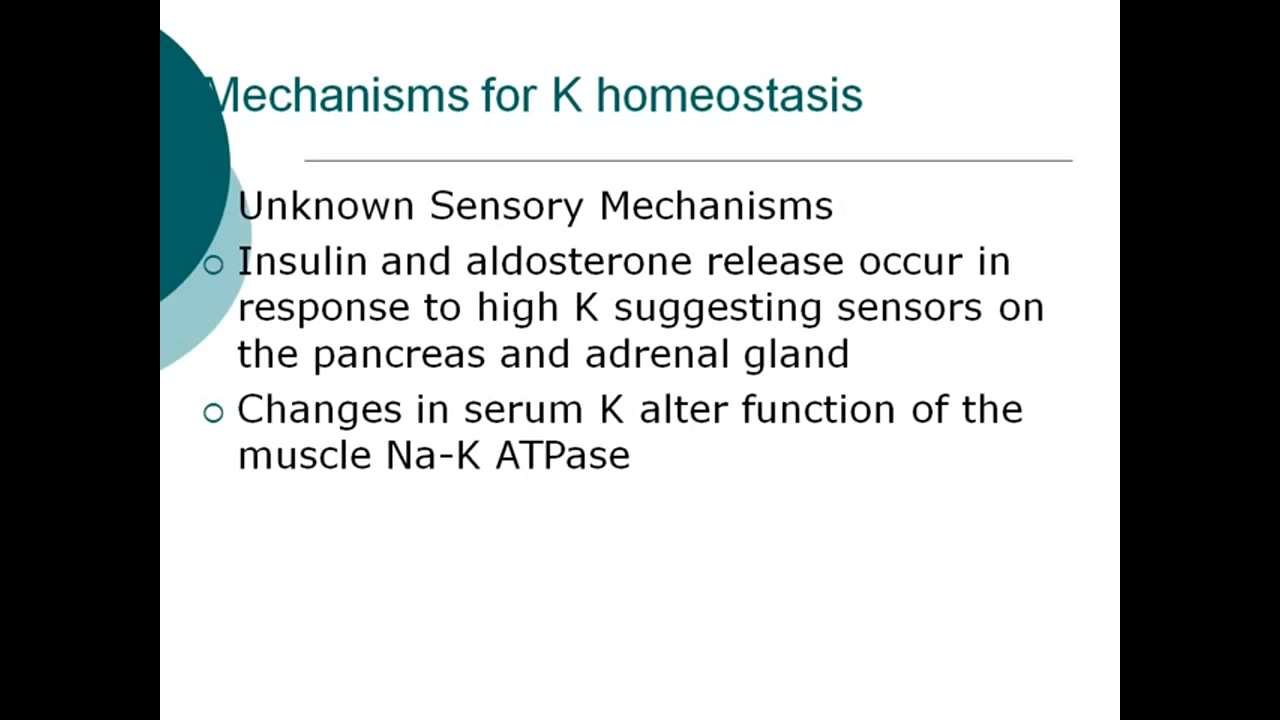 Mechanisms for K homeostasis
Unknown Sensory Mechanisms
Insulin and aldosterone release occur in
response to high K suggesting sensors on
the pancreas and adrenal gland
Changes in serum K alter function of the
muscle Na-K ATPase